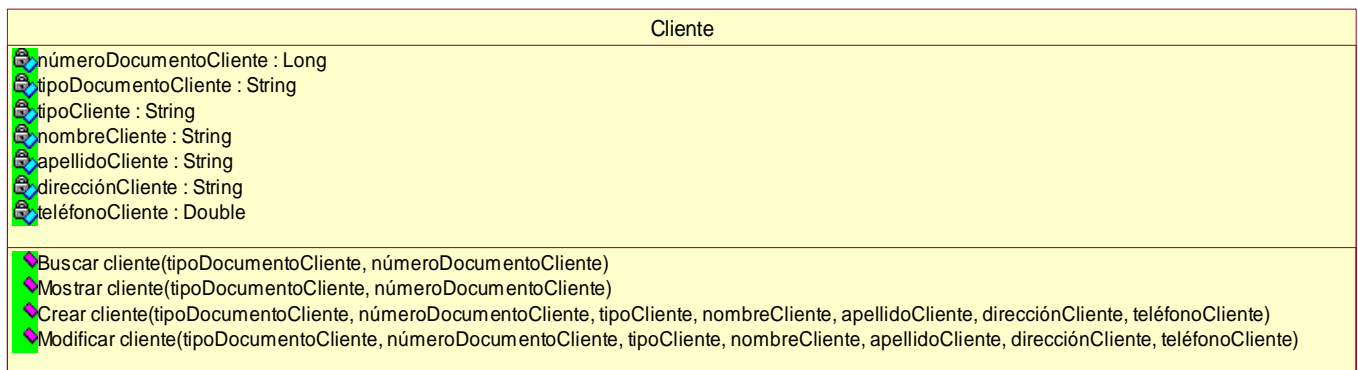 Cliente
númeroDocumentoCliente : Long
tipoDocumentoCliente : String
tipoCliente : String
nombreCliente : String
apellidoCliente : String
direcciónCliente : String
teléfonoCliente : Double
Buscar cliente(tipoDocumentoCliente, númeroDocumentoCliente)
Mostrar cliente(tipoDocumentoCliente, númeroDocumentoCliente)
Crear cliente(tipoDocumentoCliente, númeroDocumentoCliente, tipoCliente, nombreCliente, apellidoCliente, direcciónCliente, teléfonoCliente)
Modificar cliente(tipoDocumentoCliente, númeroDocumentoCliente, tipoCliente, nombreCliente, apellidoCliente, direcciónCliente, teléfonoCliente)